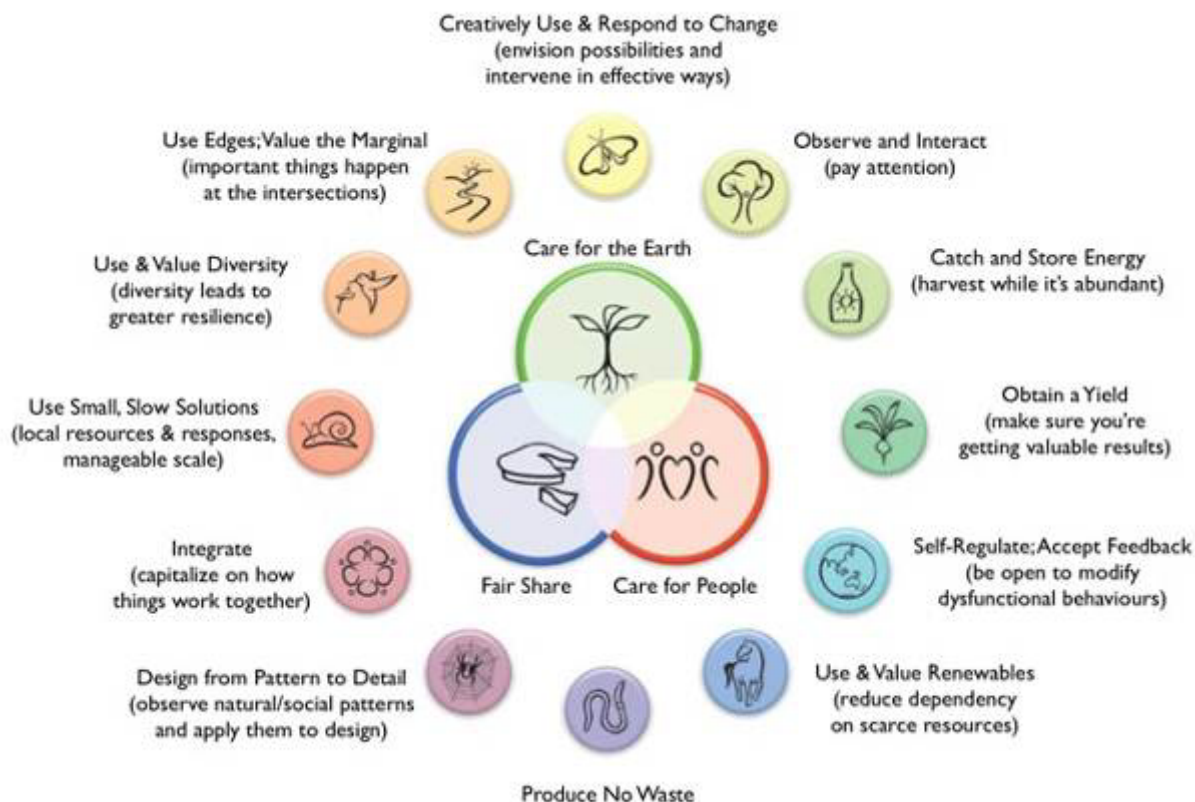 Creatively Use & Respond to Change
(envision possibilities and
intervene in effective ways)
Observe and Interact
(pay attention)
Catch and Store Energy
(harvest while it's abundant)
Obtain a Yield
(make sure you're
getting valuable results)
Self-Regulate; Accept Feedback
(be open to modify
dysfunctional behaviours)
Use & Value Renewables
(reduce dependency
on scarce resources)
Produce No Waste
Design from Pattern to Detail
(observe natural/social patterns
and apply them to design)
Integrate
(capitalize on how
things work together)
Use Small, Slow Solutions
(local resources & responses,
manageable scale)
Use & Value Diversity
(diversity leads to
greater resilience)
Use Edges; Value the Marginal
(important things happen
at the intersections)
Care for the Earth
Fair Share
Care for People